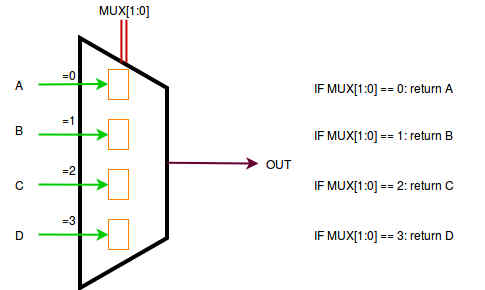 MUX[1:0]
A =0 IF MUX[1:0] == 0: return A
B =1 IF MUX[1:0] == 1: return B
OUT
C =2 IF MUX[1:0] == 2: return C
D =3 IF MUX[1:0] == 3: return D